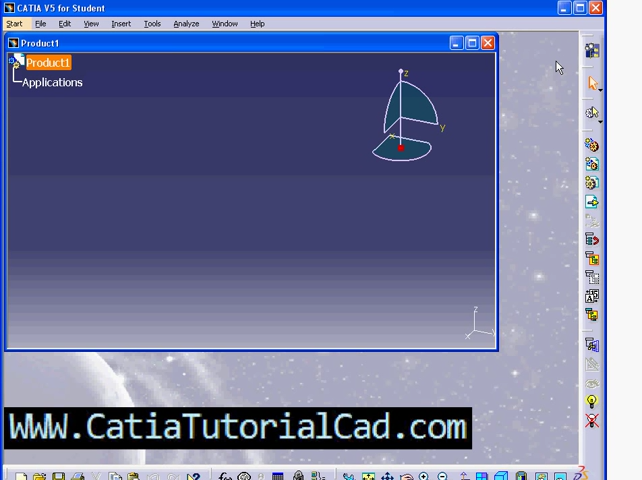 CATIA V5 for Student
Start File Edit View Insert Tools Analyze Window Help
Product1
Product1
Applications
z
y
x
z
x
WWW.CatiaTutorialCad.com